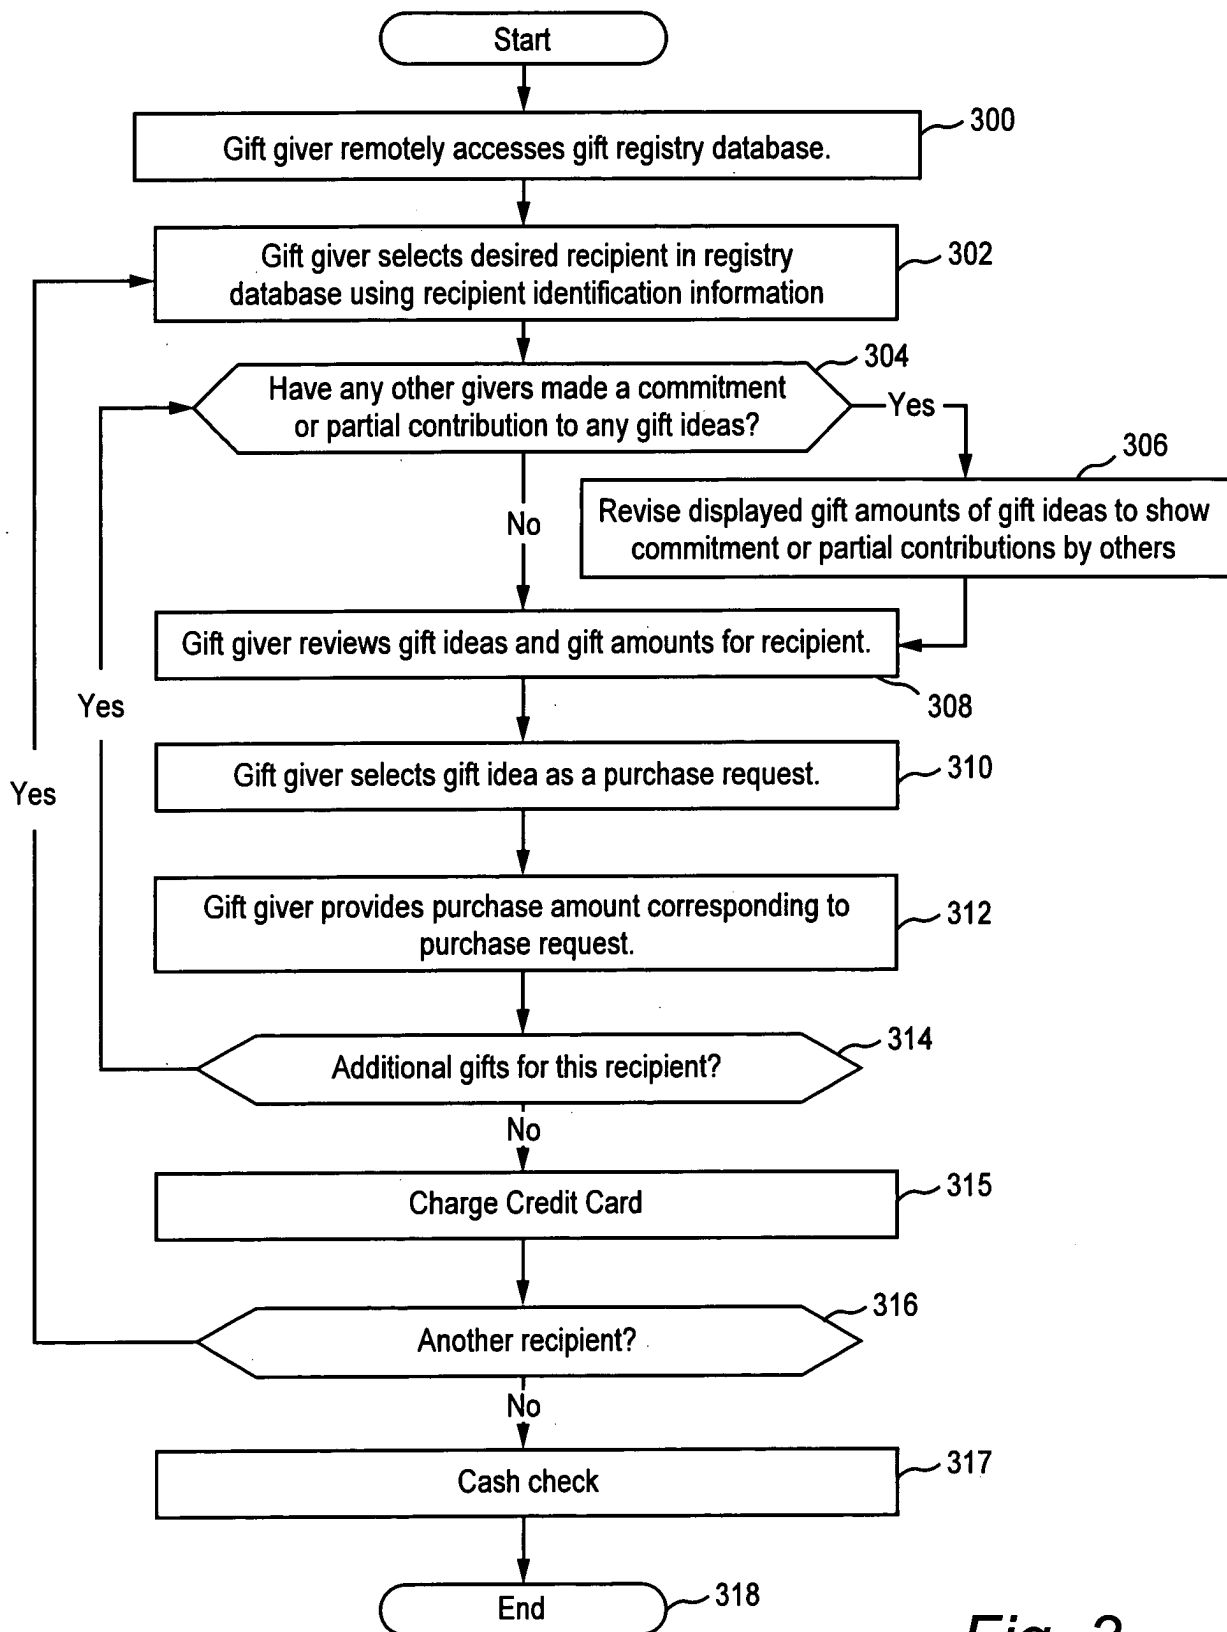 Start
300
Gift giver remotely accesses gift registry database.
302
Gift giver selects desired recipient in registry
database using recipient identification information
304
Have any other givers made a commitment
or partial contribution to any gift ideas?
Yes
306
Revise displayed gift amounts of gift ideas to show
commitment or partial contributions by others
No
Gift giver reviews gift ideas and gift amounts for recipient.
308
Yes
Yes
Gift giver selects gift idea as a purchase request.
310
Gift giver provides purchase amount corresponding to
purchase request.
312
314
Additional gifts for this recipient?
No
315
Charge Credit Card
316
Another recipient?
No
317
Cash check
318
End